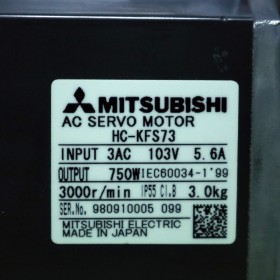 MITSUBISHI
AC SERVO MOTOR
HC-KFS73
INPUT 3AC 103V 5.6A
OUTPUT 750W IEC60034-1'99
3000r/min IP55 Cl.B 3.0kg
SER.No. 980910005 099
MITSUBISHI ELECTRIC
MADE IN JAPAN